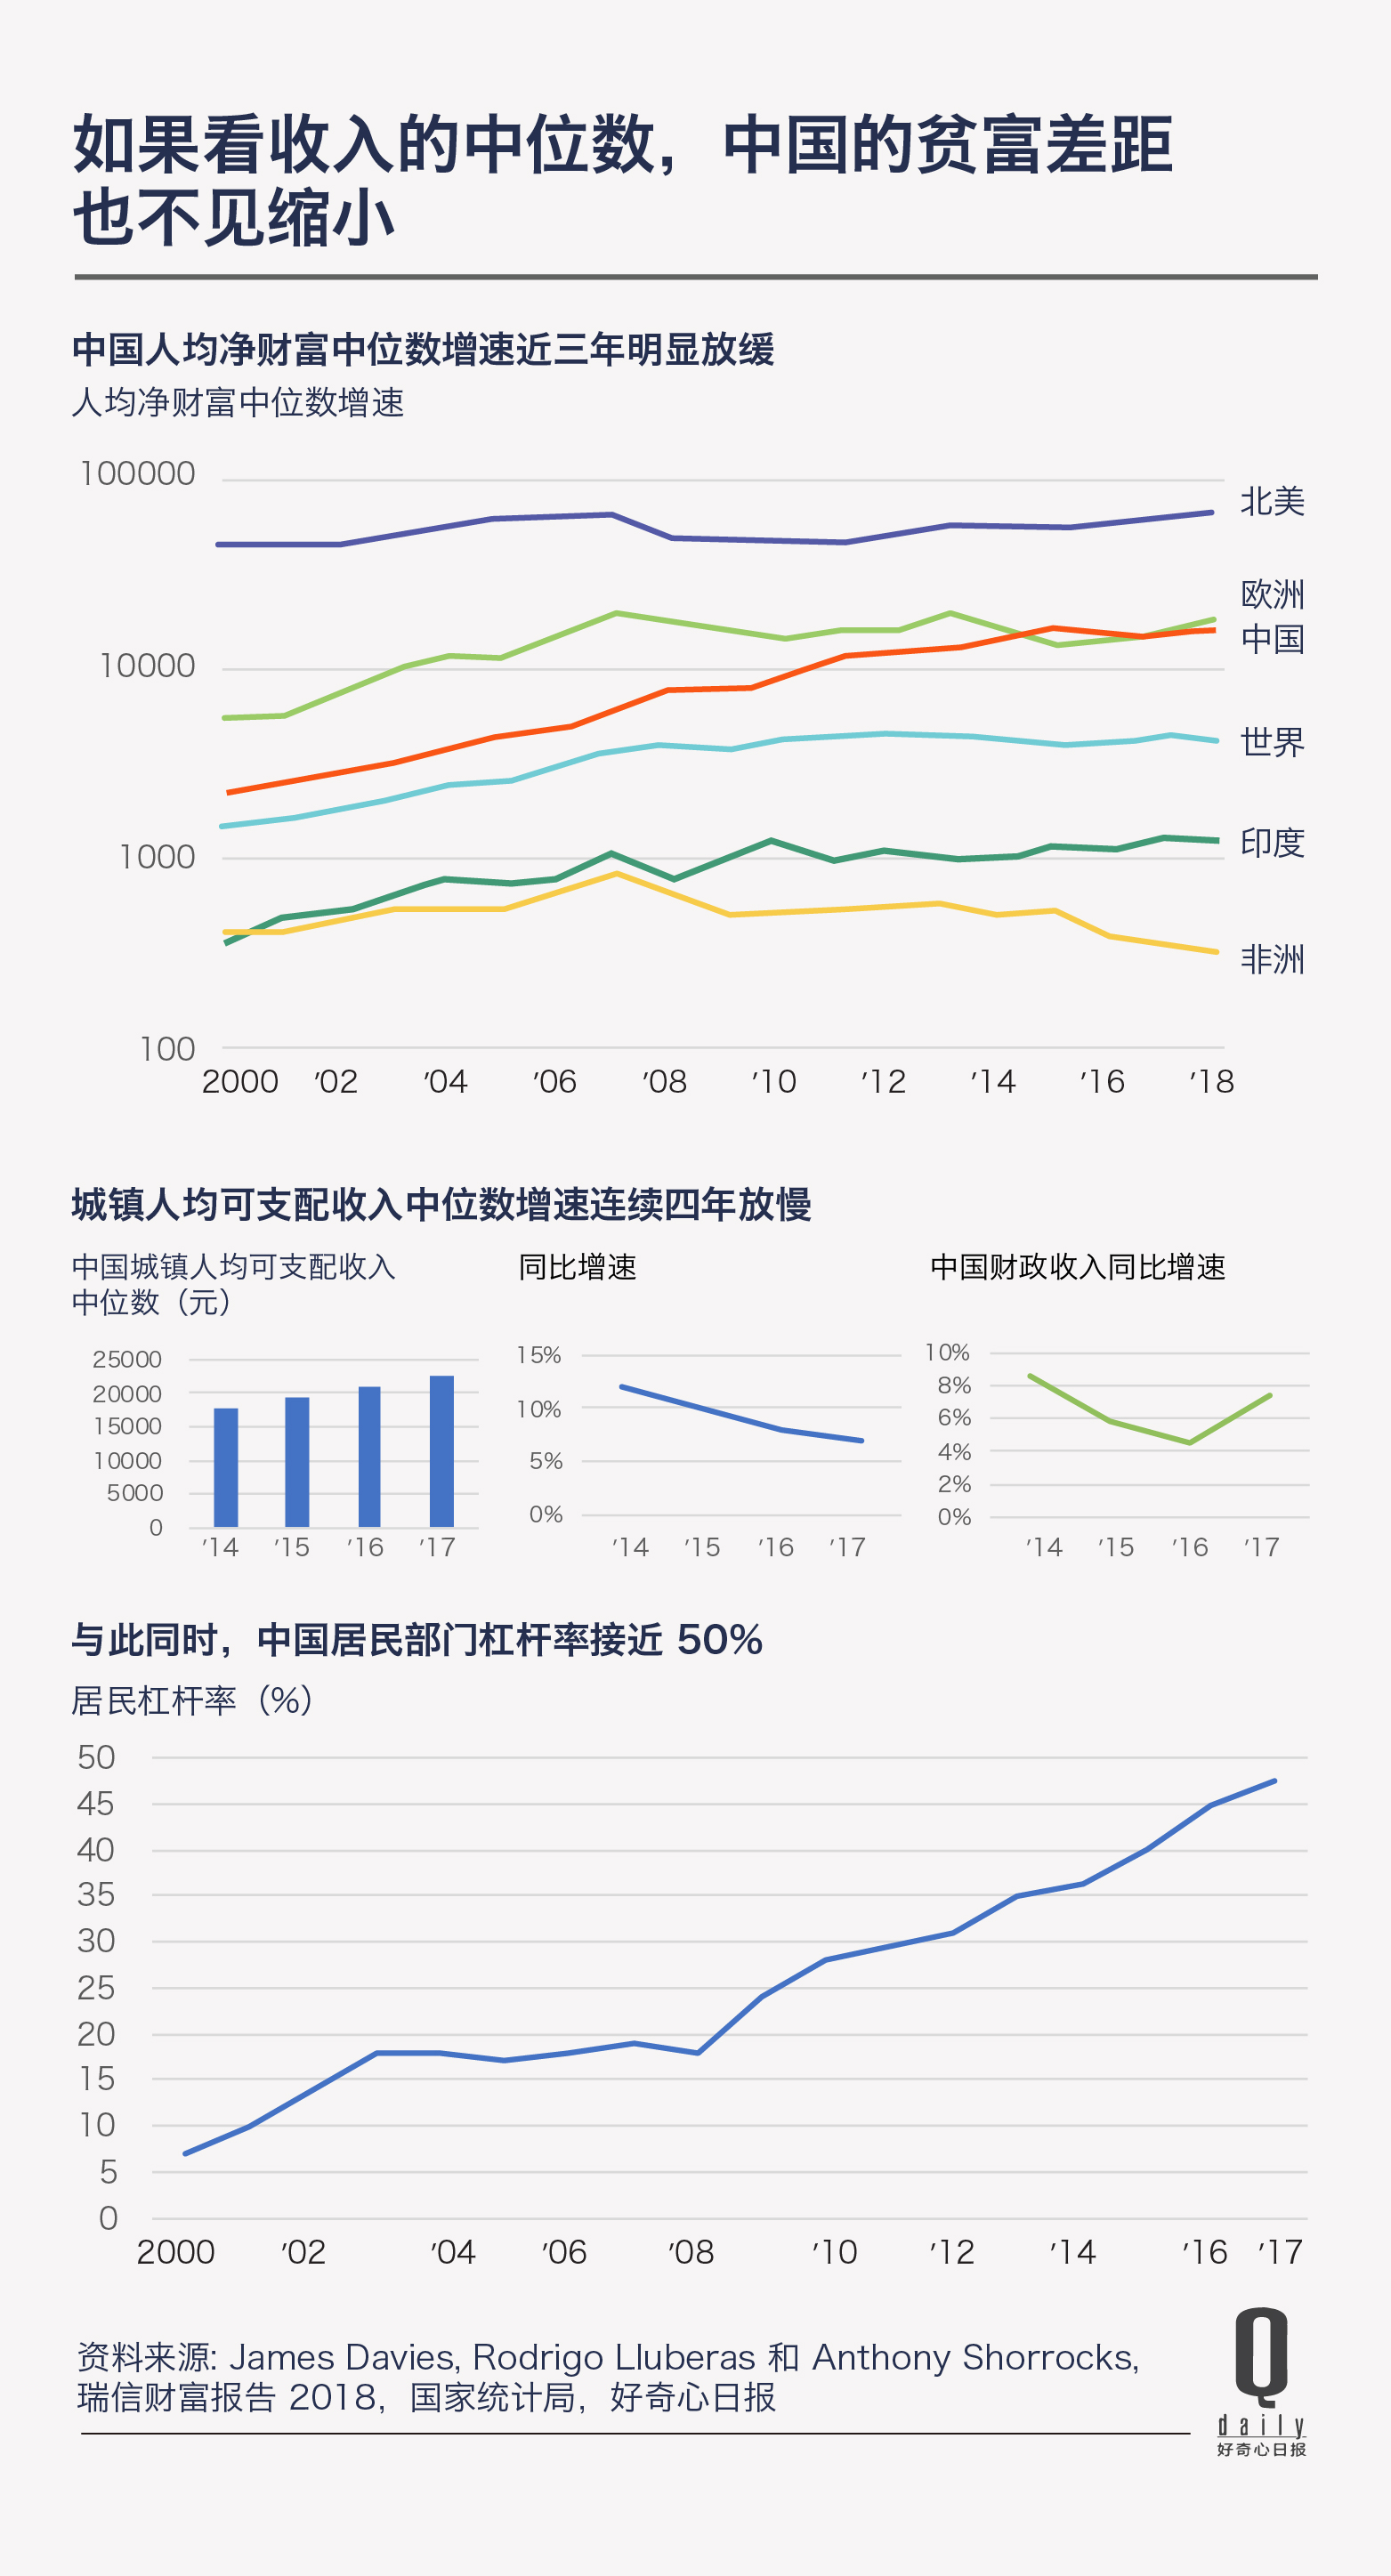 如果看收入的中位数，中国的贫富差距
也不见缩小
中国人均净财富中位数增速近三年明显放缓
人均净财富中位数增速
100000
10000
1000
100
北美
欧洲
中国
世界
印度
非洲
2000 ’02 ’04 ’06 ’08 ’10 ’12 ’14 ’16 ’18
城镇人均可支配收入中位数增速连续四年放慢
中国城镇人均可支配收入
中位数（元）
25000
20000
15000
10000
5000
0
’14 ’15 ’16 ’17
同比增速
15%
10%
5%
0%
’14 ’15 ’16 ’17
中国财政收入同比增速
10%
8%
6%
4%
2%
0%
’14 ’15 ’16 ’17
与此同时，中国居民部门杠杆率接近 50%
居民杠杆率（%）
50
45
40
35
30
25
20
15
10
5
0
2000 ’02 ’04 ’06 ’08 ’10 ’12 ’14 ’16 ’17
资料来源: James Davies, Rodrigo Lluberas 和 Anthony Shorrocks,
瑞信财富报告 2018，国家统计局，好奇心日报
Q
daily
好奇心日报